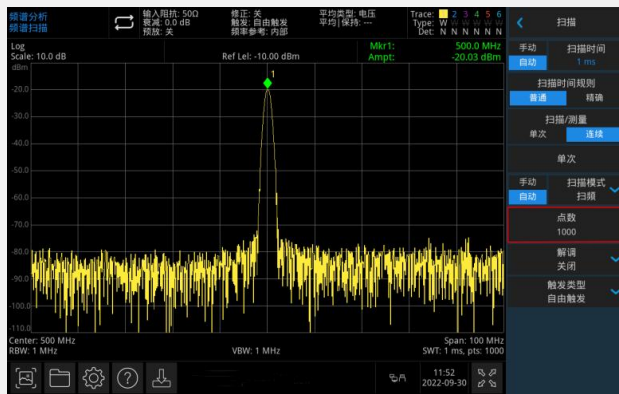 频谱分析
频谱扫描
输入阻抗: 50Ω
衰减: 0.0 dB
预放: 关
修正: 关
触发: 自由触发
频率参考: 内部
平均类型: 电压
平均|保持: ---
Trace: 1 2 3 4 5 6
Type: W W W W W W
Det: N N N N N N
Log
Scale: 10.0 dB
Ref Lel: -10.00 dBm
Mkr1: 500.0 MHz
Ampt: -20.03 dBm
dBm
-20.0
-30.0
-40.0
-50.0
-60.0
-70.0
-80.0
-90.0
-100.0
-110.0
1
Center: 500 MHz
Span: 100 MHz
RBW: 1 MHz
VBW: 1 MHz
SWT: 1 ms, pts: 1000
11:52
2022-09-30
扫描
手动 扫描时间
自动 1 ms
扫描时间规则
普通 精确
扫描/测量
单次 连续
单次
手动 扫描模式
自动 扫频
点数
1000
解调
关闭
触发类型
自由触发